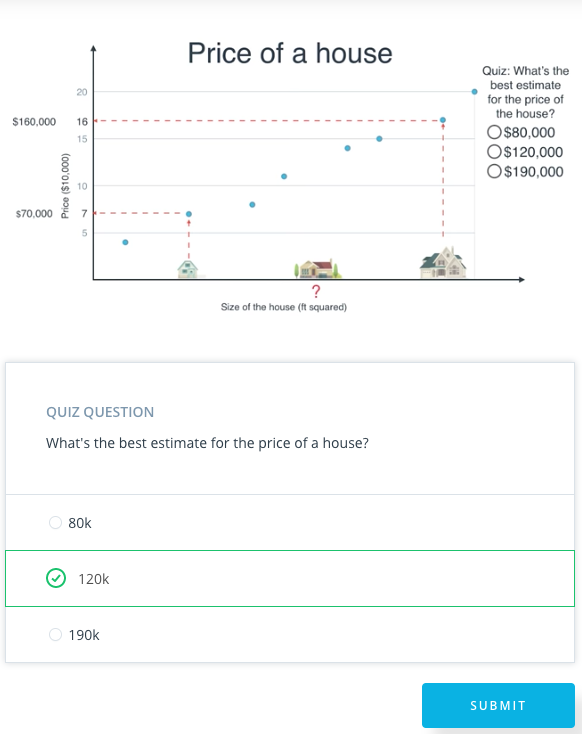 Price of a house
Quiz: What's the
best estimate
for the price of
the house?
$80,000
$120,000
$190,000
20
$160,000 16
15
10
$70,000 7
5
Price ($10,000)
?
Size of the house (ft squared)
QUIZ QUESTION
What's the best estimate for the price of a house?
80k
120k
190k
SUBMIT